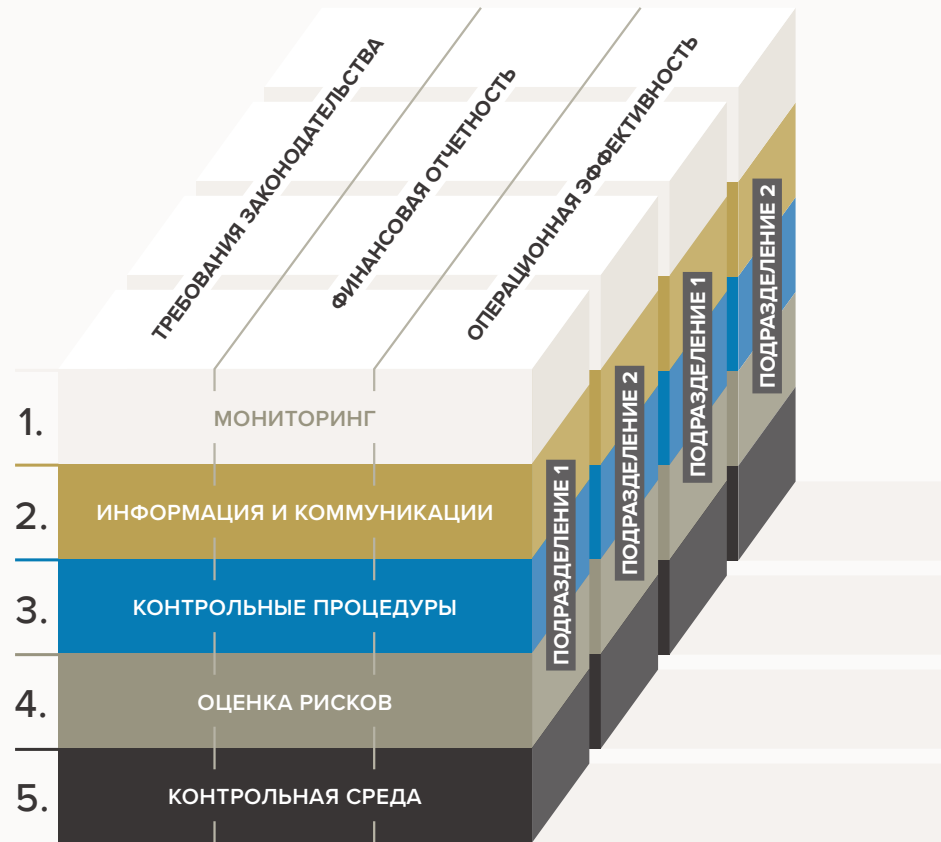 ТРЕБОВАНИЯ ЗАКОНОДАТЕЛЬСТВА
ФИНАНСОВАЯ ОТЧЕТНОСТЬ
ОПЕРАЦИОННАЯ ЭФФЕКТИВНОСТЬ
1.
МОНИТОРИНГ
2.
ИНФОРМАЦИЯ И КОММУНИКАЦИИ
3.
КОНТРОЛЬНЫЕ ПРОЦЕДУРЫ
4.
ОЦЕНКА РИСКОВ
5.
КОНТРОЛЬНАЯ СРЕДА
ПОДРАЗДЕЛЕНИЕ 1
ПОДРАЗДЕЛЕНИЕ 2
ПОДРАЗДЕЛЕНИЕ 1
ПОДРАЗДЕЛЕНИЕ 2